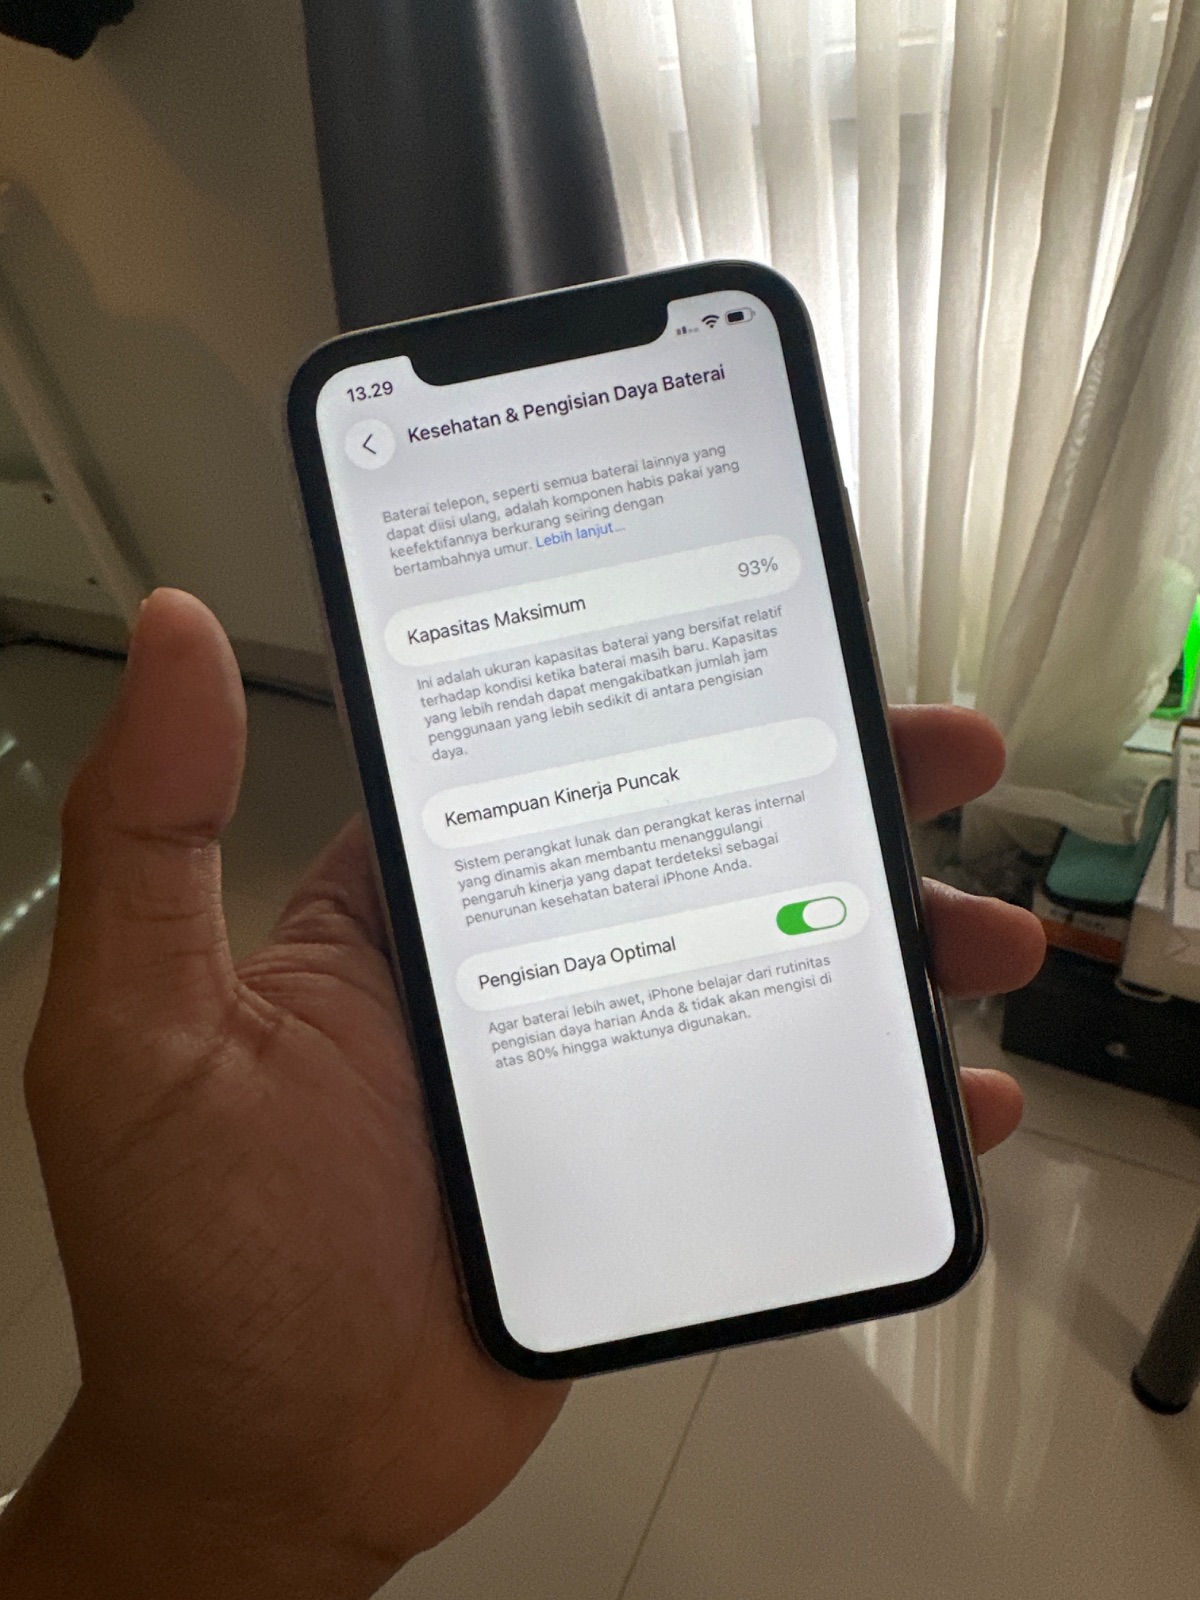 13.29
Kesehatan & Pengisian Daya Baterai
Baterai telepon, seperti semua baterai lainnya yang
dapat diisi ulang, adalah komponen habis pakai yang
keefektifannya berkurang seiring dengan
bertambahnya umur. Lebih lanjut...
Kapasitas Maksimum 93%
Ini adalah ukuran kapasitas baterai yang bersifat relatif
terhadap kondisi ketika baterai masih baru. Kapasitas
yang lebih rendah dapat mengakibatkan jumlah jam
penggunaan yang lebih sedikit di antara pengisian
daya.
Kemampuan Kinerja Puncak
Sistem perangkat lunak dan perangkat keras internal
yang dinamis akan membantu menanggulangi
pengaruh kinerja yang dapat terdeteksi sebagai
penurunan kesehatan baterai iPhone Anda.
Pengisian Daya Optimal
Agar baterai lebih awet, iPhone belajar dari rutinitas
pengisian daya harian Anda & tidak akan mengisi di
atas 80% hingga waktunya digunakan.